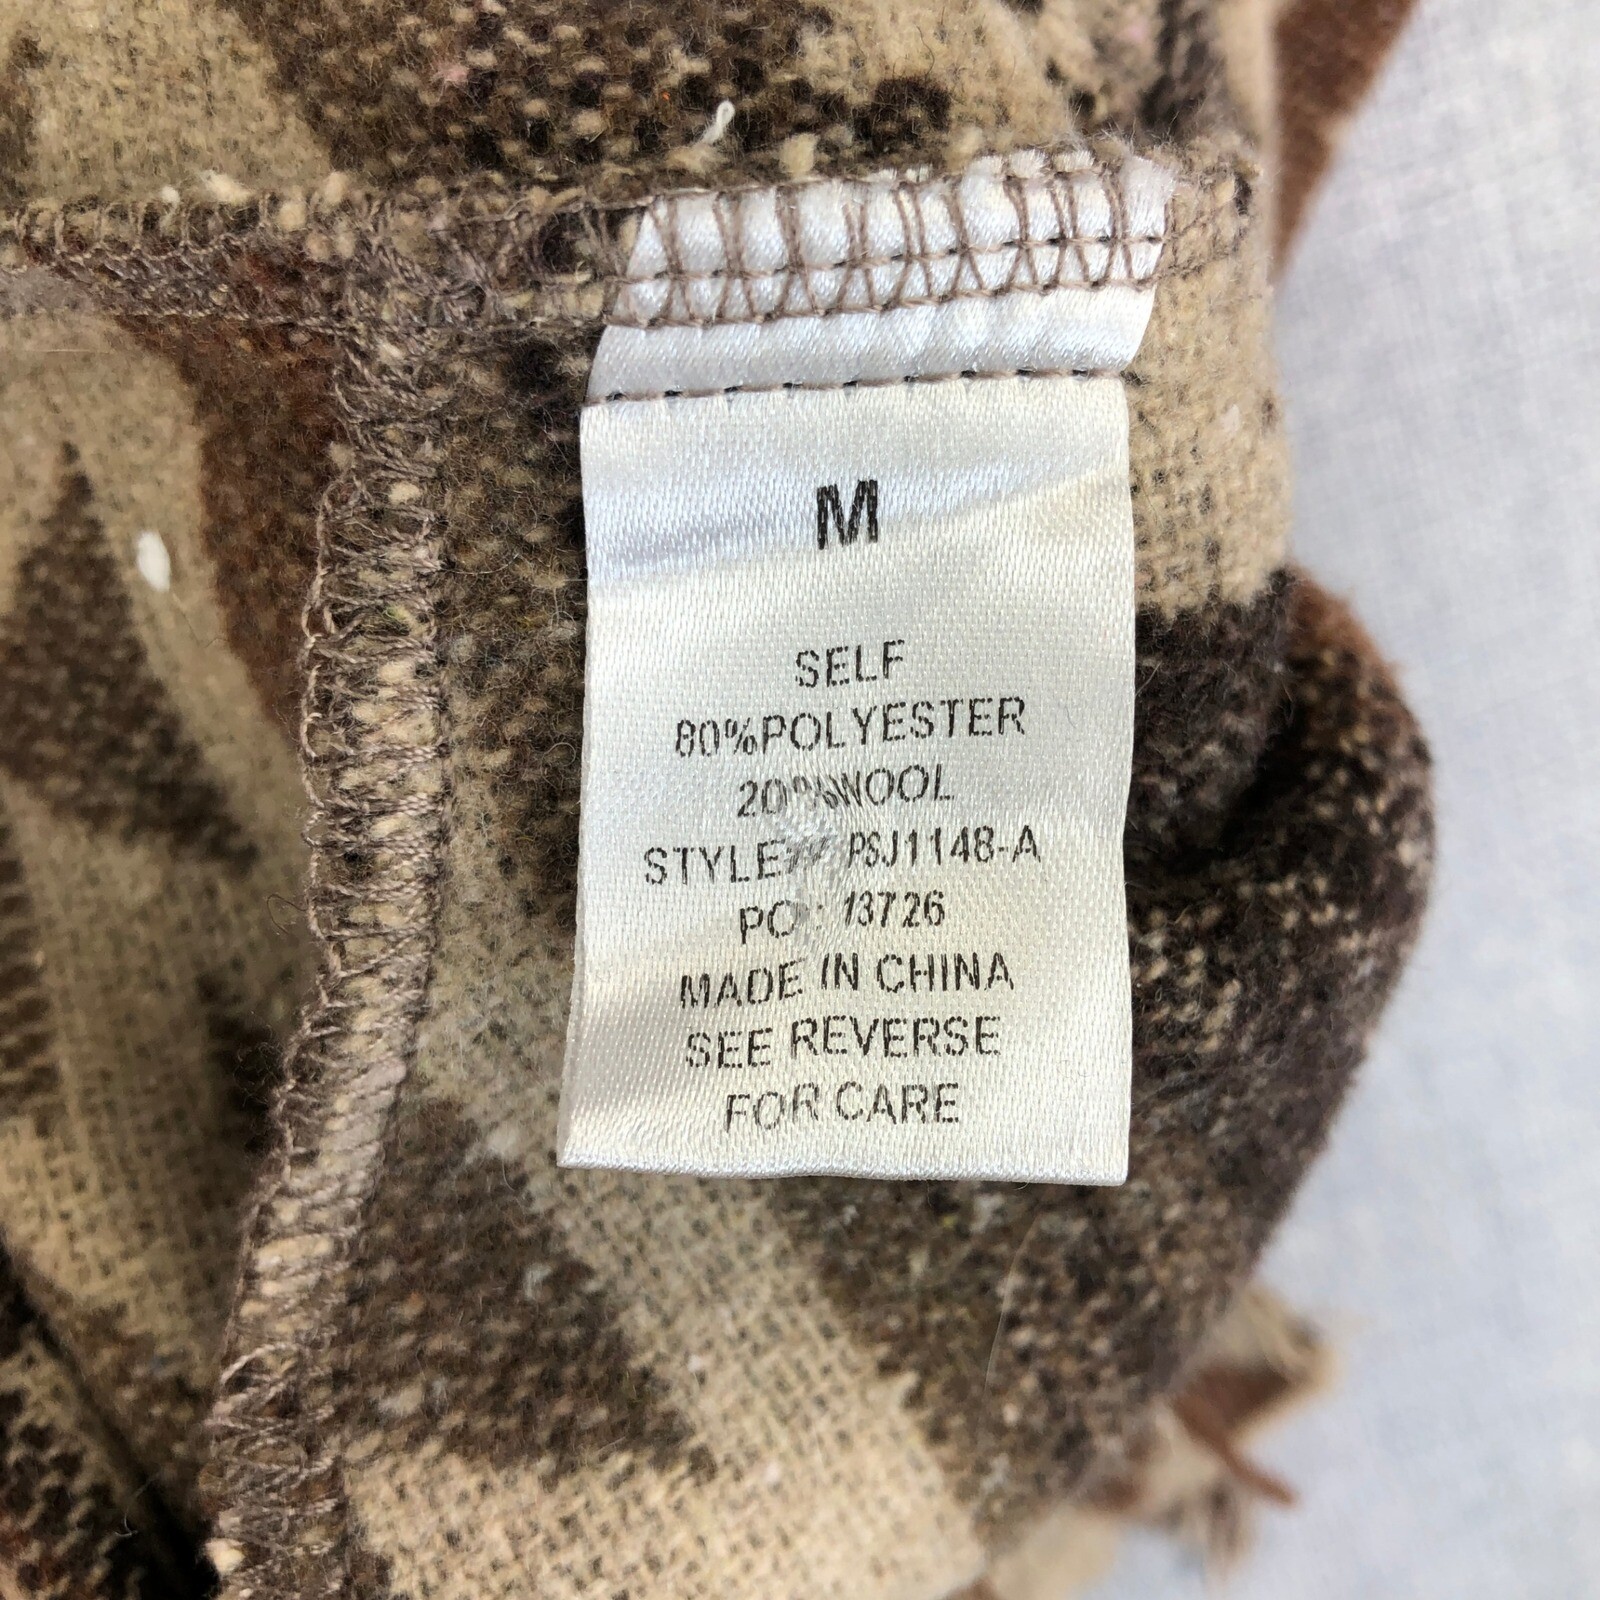 M
SELF
80%POLYESTER
20%WOOL
STYLE# PSJ1148-A
PO : 13726
MADE IN CHINA
SEE REVERSE
FOR CARE